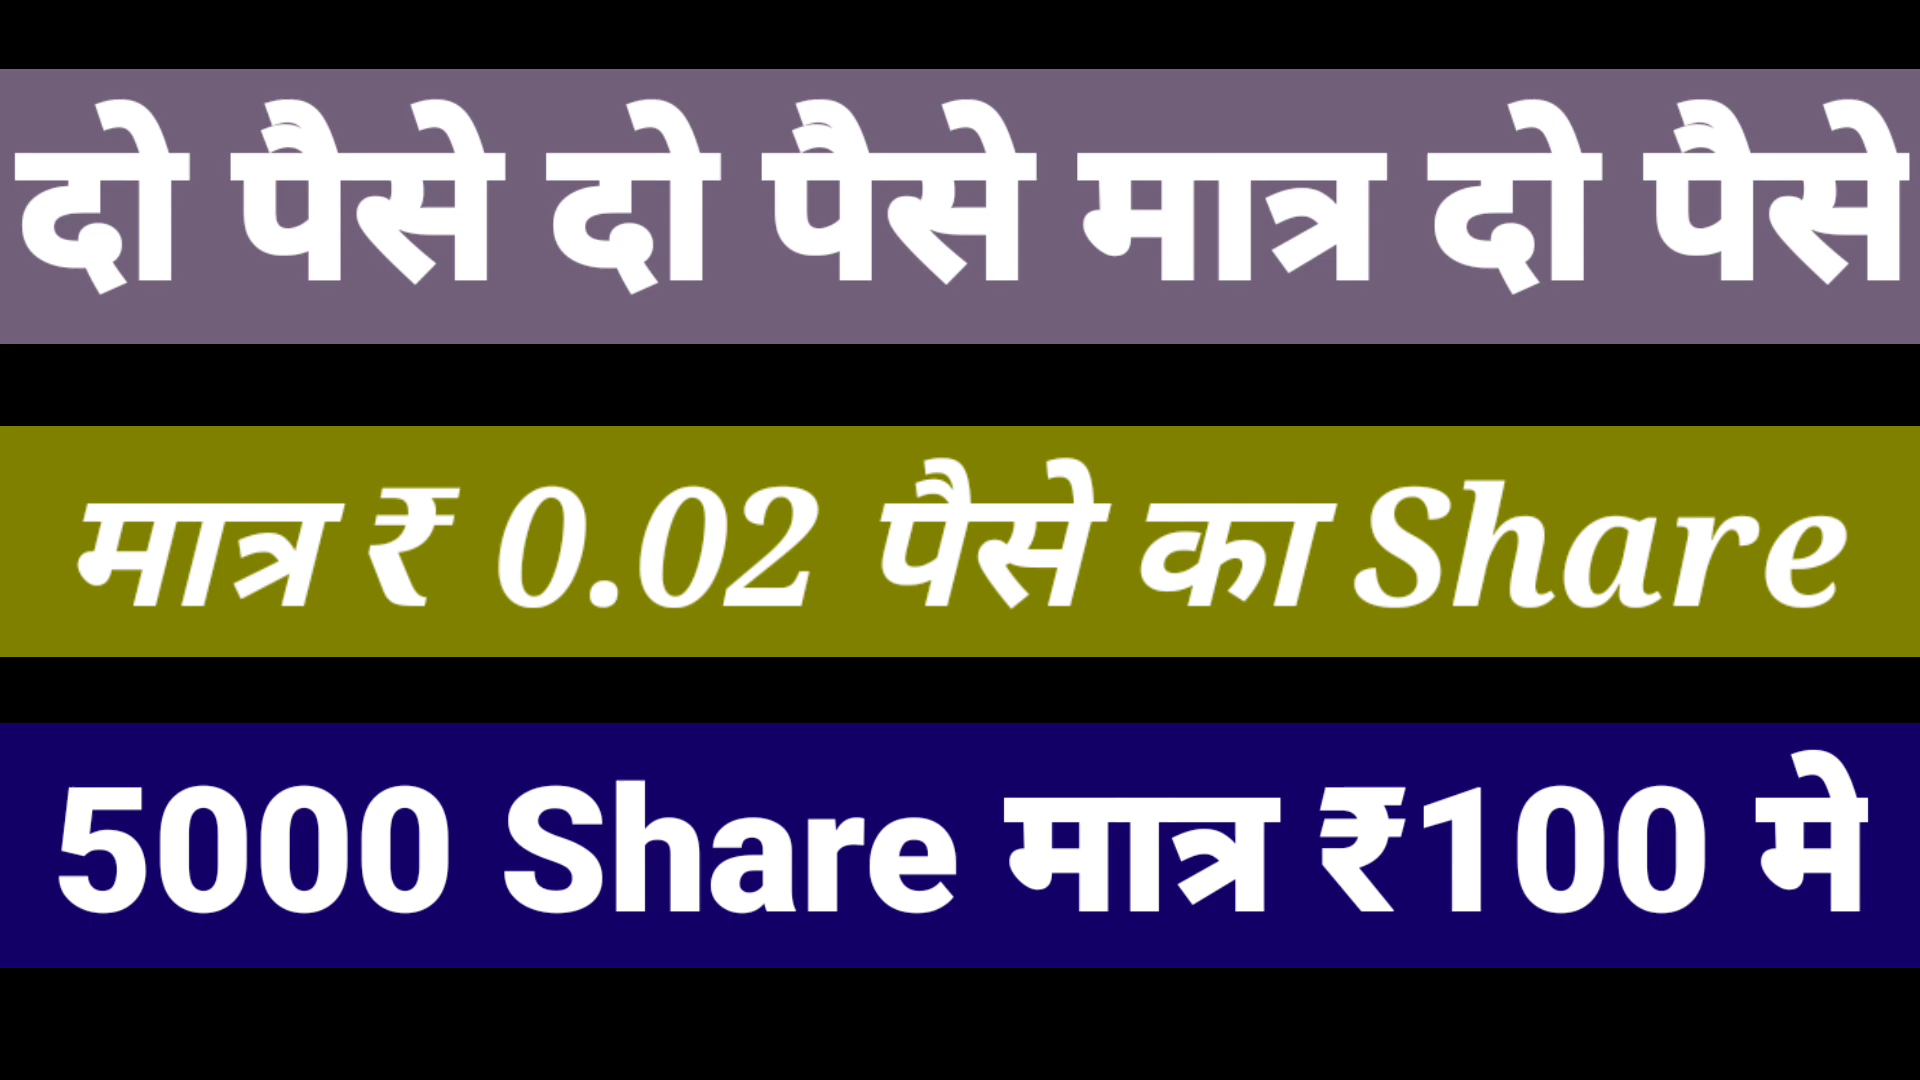 दो पैसे दो पैसे मात्र दो पैसे
मात्र ₹ 0.02 पैसे का Share
5000 Share मात्र ₹100 मे